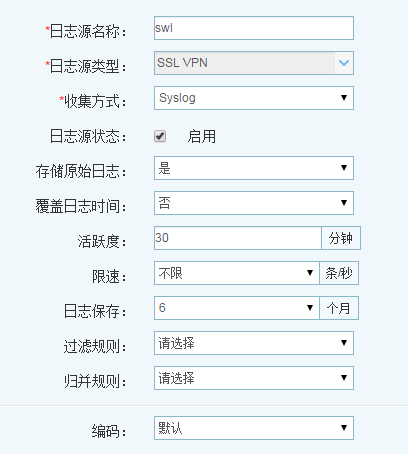 *日志源名称： swl
*日志源类型： SSL VPN
*收集方式： Syslog
日志源状态： 启用
存储原始日志： 是
覆盖日志时间： 否
活跃度： 30 分钟
限速： 不限 条/秒
日志保存： 6 个月
过滤规则： 请选择
归并规则： 请选择
编码： 默认